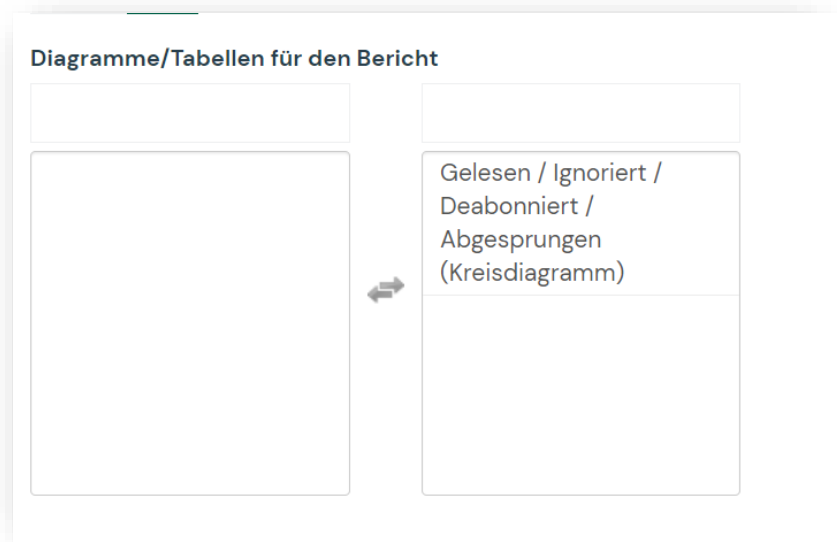 Diagramme/Tabellen für den Bericht
Gelesen / Ignoriert /
Deabonniert /
Abgesprungen
(Kreisdiagramm)